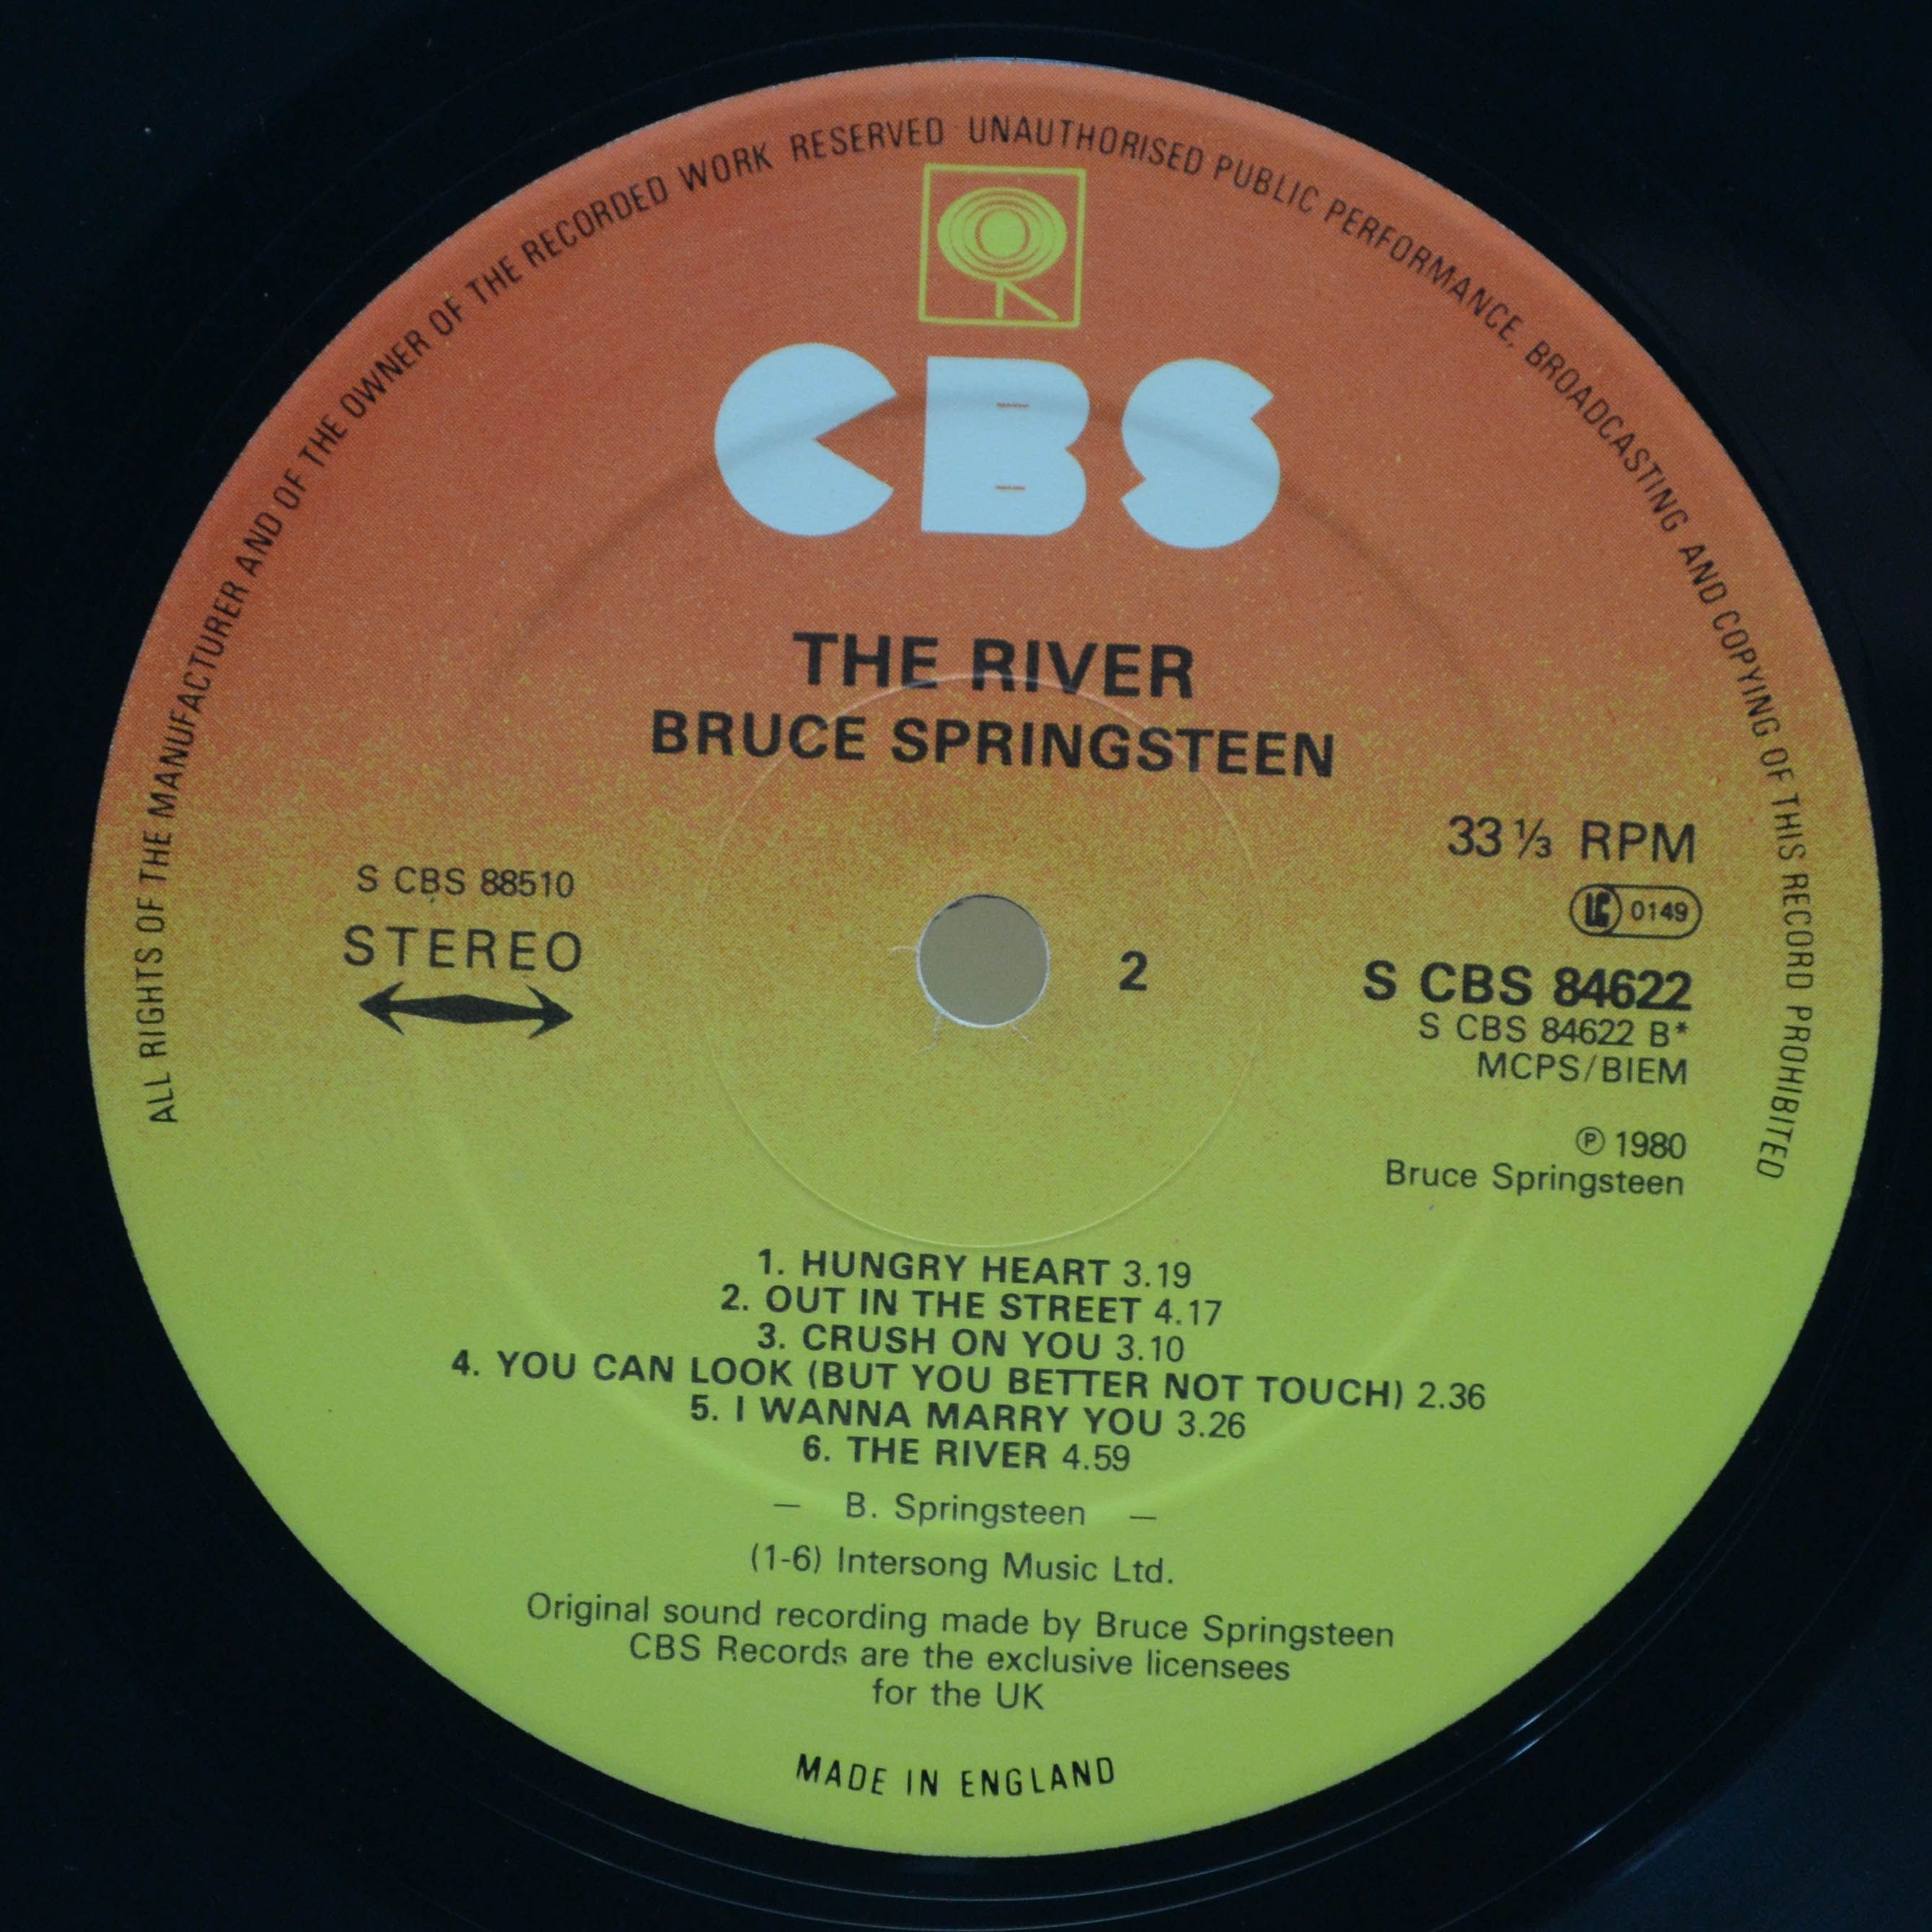 ALL RIGHTS OF THE MANUFACTURER AND OF THE OWNER OF THE RECORDED WORK RESERVED UNAUTHORISED PUBLIC PERFORMANCE, BROADCASTING AND COPYING OF THIS RECORD PROHIBITED
CBS
THE RIVER
BRUCE SPRINGSTEEN
S CBS 88510
STEREO
2
33 ⅓ RPM
LC 0149
S CBS 84622
S CBS 84622 B*
MCPS/BIEM
℗ 1980
Bruce Springsteen
1. HUNGRY HEART 3.19
2. OUT IN THE STREET 4.17
3. CRUSH ON YOU 3.10
4. YOU CAN LOOK (BUT YOU BETTER NOT TOUCH) 2.36
5. I WANNA MARRY YOU 3.26
6. THE RIVER 4.59
— B. Springsteen —
(1-6) Intersong Music Ltd.
Original sound recording made by Bruce Springsteen
CBS Records are the exclusive licensees
for the UK
MADE IN ENGLAND